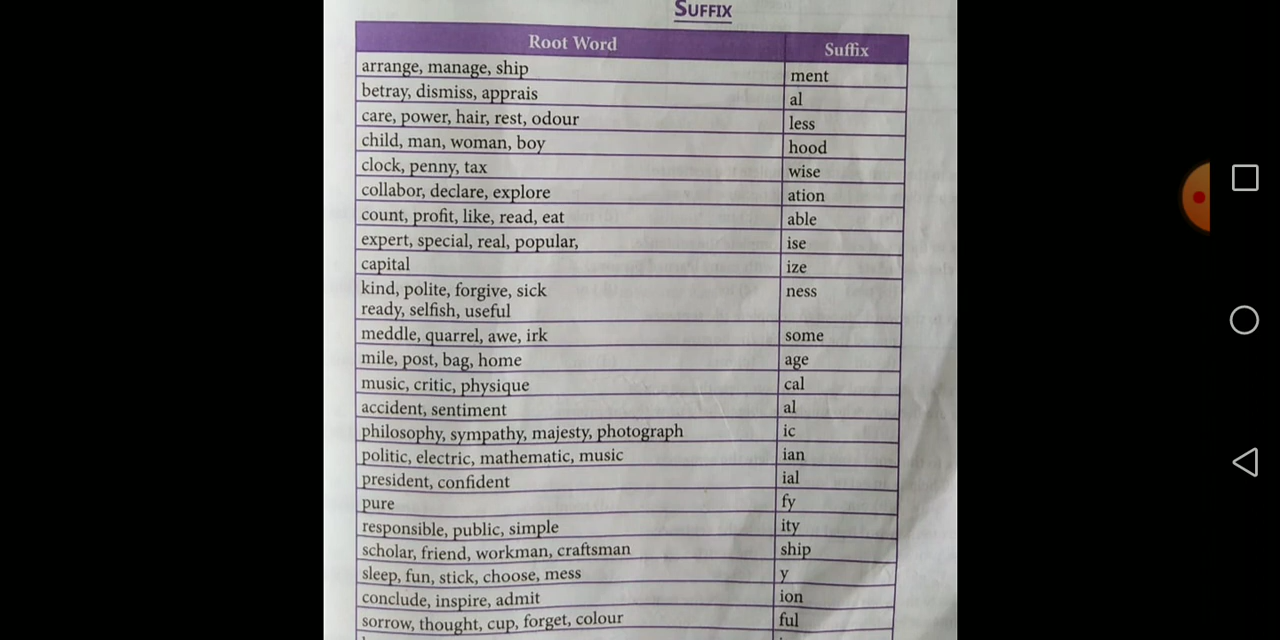 SUFFIX
Root Word Suffix
arrange, manage, ship ment
betray, dismiss, apprais al
care, power, hair, rest, odour less
child, man, woman, boy hood
clock, penny, tax wise
collabor, declare, explore ation
count, profit, like, read, eat able
expert, special, real, popular, ise
capital ize
kind, polite, forgive, sick ness
ready, selfish, useful
meddle, quarrel, awe, irk some
mile, post, bag, home age
music, critic, physique cal
accident, sentiment al
philosophy, sympathy, majesty, photograph ic
politic, electric, mathematic, music ian
president, confident ial
pure fy
responsible, public, simple ity
scholar, friend, workman, craftsman ship
sleep, fun, stick, choose, mess y
conclude, inspire, admit ion
sorrow, thought, cup, forget, colour ful